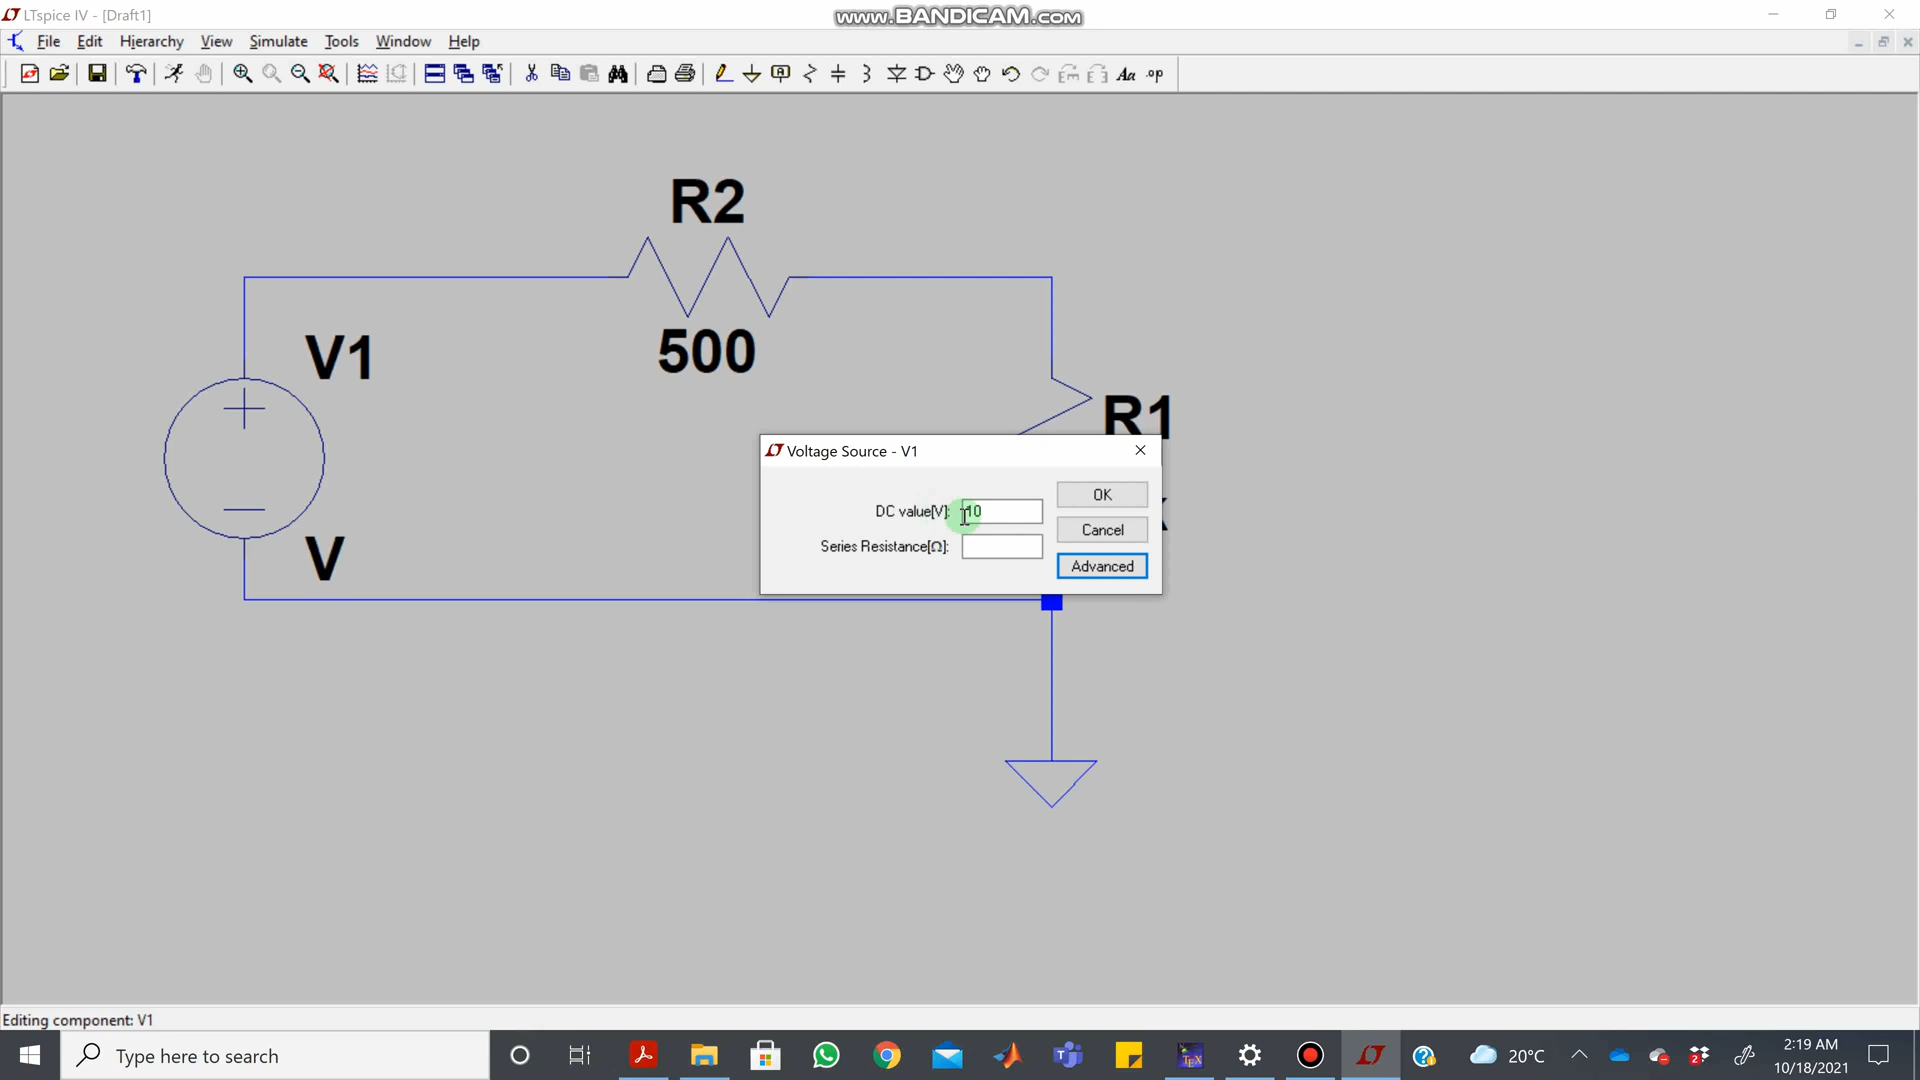 LTspice IV - [Draft1]
www.BANDICAM.com
File Edit Hierarchy View Simulate Tools Window Help
Aa .op
R2
500
V1
V
R1
Voltage Source - V1
DC value[V]: 10
Series Resistance[Ω]:
OK
Cancel
Advanced
Editing component: V1
Type here to search
20°C
2:19 AM
10/18/2021